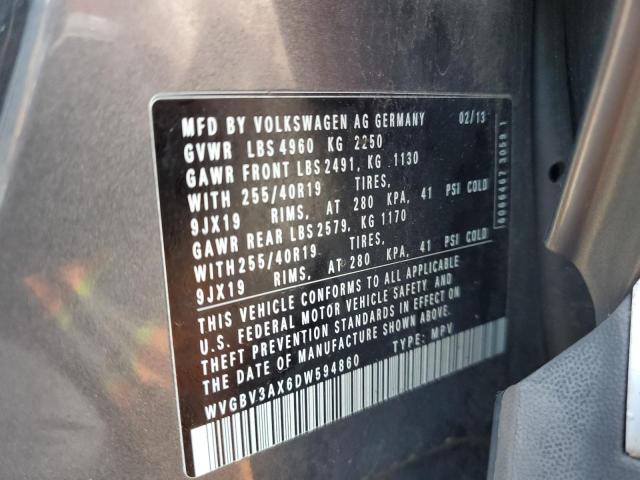 MFD BY VOLKSWAGEN AG GERMANY 02/13
GVWR LBS 4960 KG 2250
GAWR FRONT LBS 2491, KG 1130
WITH 255/40R19 TIRES,
9JX19 RIMS, AT 280 KPA, 41 PSI COLD
GAWR REAR LBS 2579, KG 1170
WITH 255/40R19 TIRES,
9JX19 RIMS, AT 280 KPA, 41 PSI COLD
THIS VEHICLE CONFORMS TO ALL APPLICABLE
U.S. FEDERAL MOTOR VEHICLE SAFETY AND
THEFT PREVENTION STANDARDS IN EFFECT ON
THE DATE OF MANUFACTURE SHOWN ABOVE.
WVGBV3AX6DW594860 TYPE: MPV